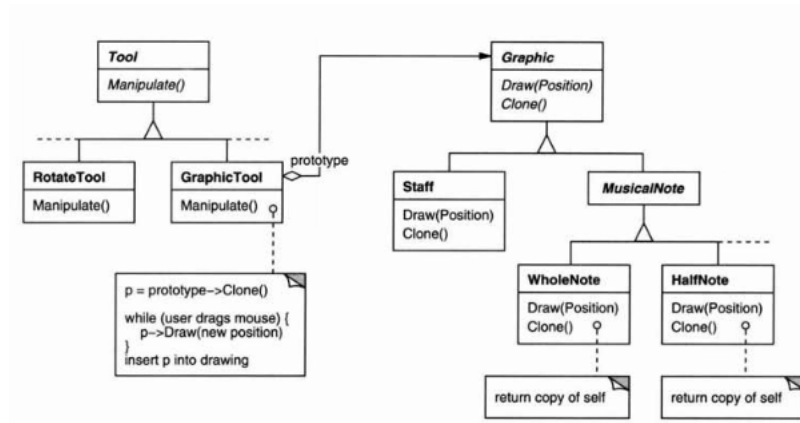 Tool
Manipulate()
RotateTool
Manipulate()
GraphicTool
Manipulate()
prototype
p = prototype->Clone()
while (user drags mouse) {
p->Draw(new position)
}
insert p into drawing
Graphic
Draw(Position)
Clone()
Staff
Draw(Position)
Clone()
MusicalNote
WholeNote
Draw(Position)
Clone()
return copy of self
HalfNote
Draw(Position)
Clone()
return copy of self